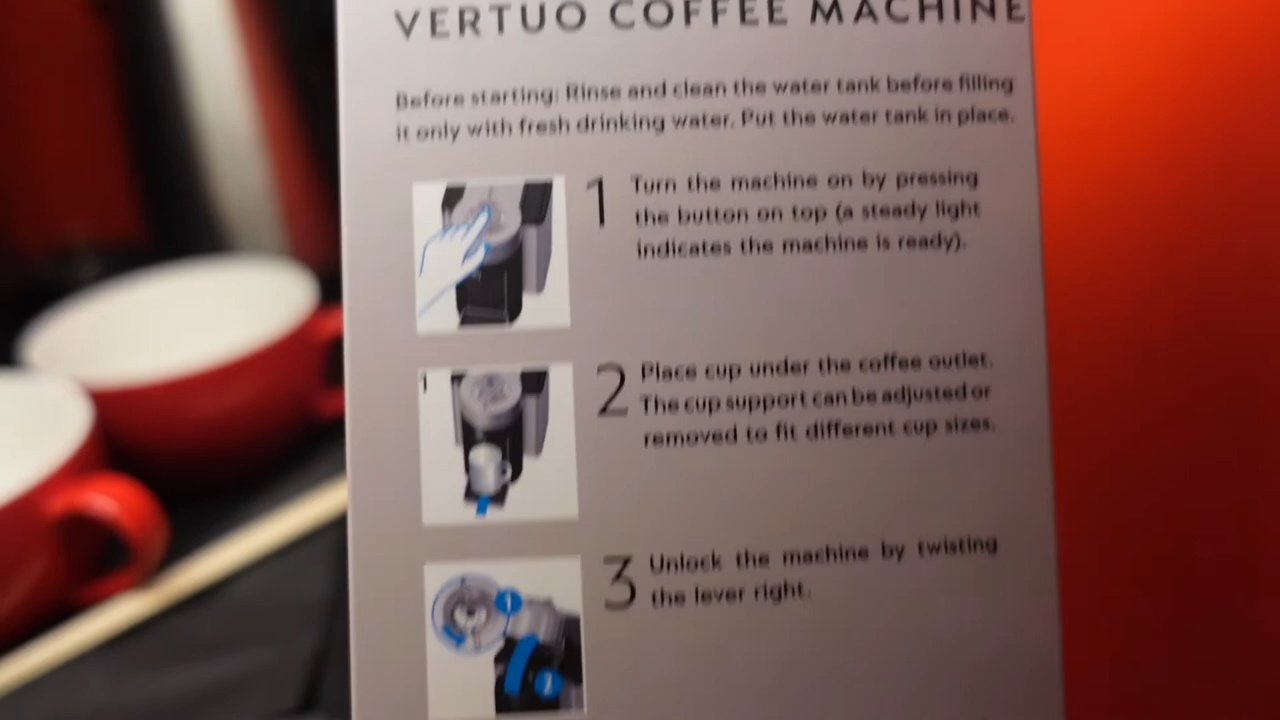 VERTUO COFFEE MACHINE
Before starting: Rinse and clean the water tank before filling
it only with fresh drinking water. Put the water tank in place.
1
Turn the machine on by pressing
the button on top (a steady light
indicates the machine is ready).
1
2
Place cup under the coffee outlet.
The cup support can be adjusted or
removed to fit different cup sizes.
3
Unlock the machine by twisting
the lever right.
1
2